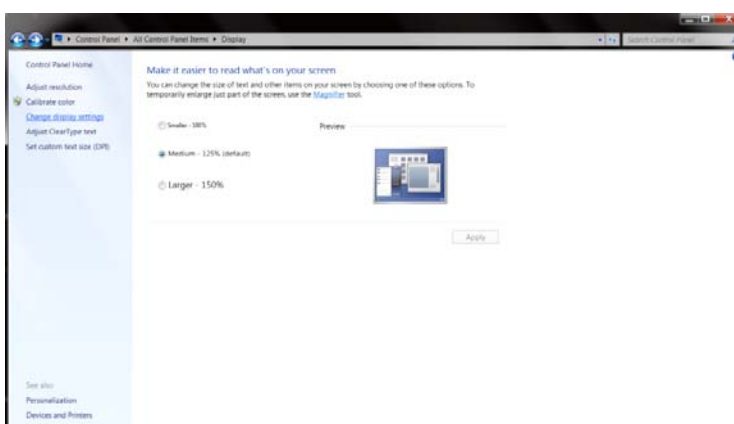 Control Panel ▸ All Control Panel Items ▸ Display
Search Control Panel
Control Panel Home
Adjust resolution
Calibrate color
Change display settings
Adjust ClearType text
Set custom text size (DPI)
See also
Personalization
Devices and Printers
Make it easier to read what's on your screen
You can change the size of text and other items on your screen by choosing one of these options. To
temporarily enlarge just part of the screen, use the Magnifier tool.
Smaller - 100%
Preview
Medium - 125% (default)
Larger - 150%
Apply